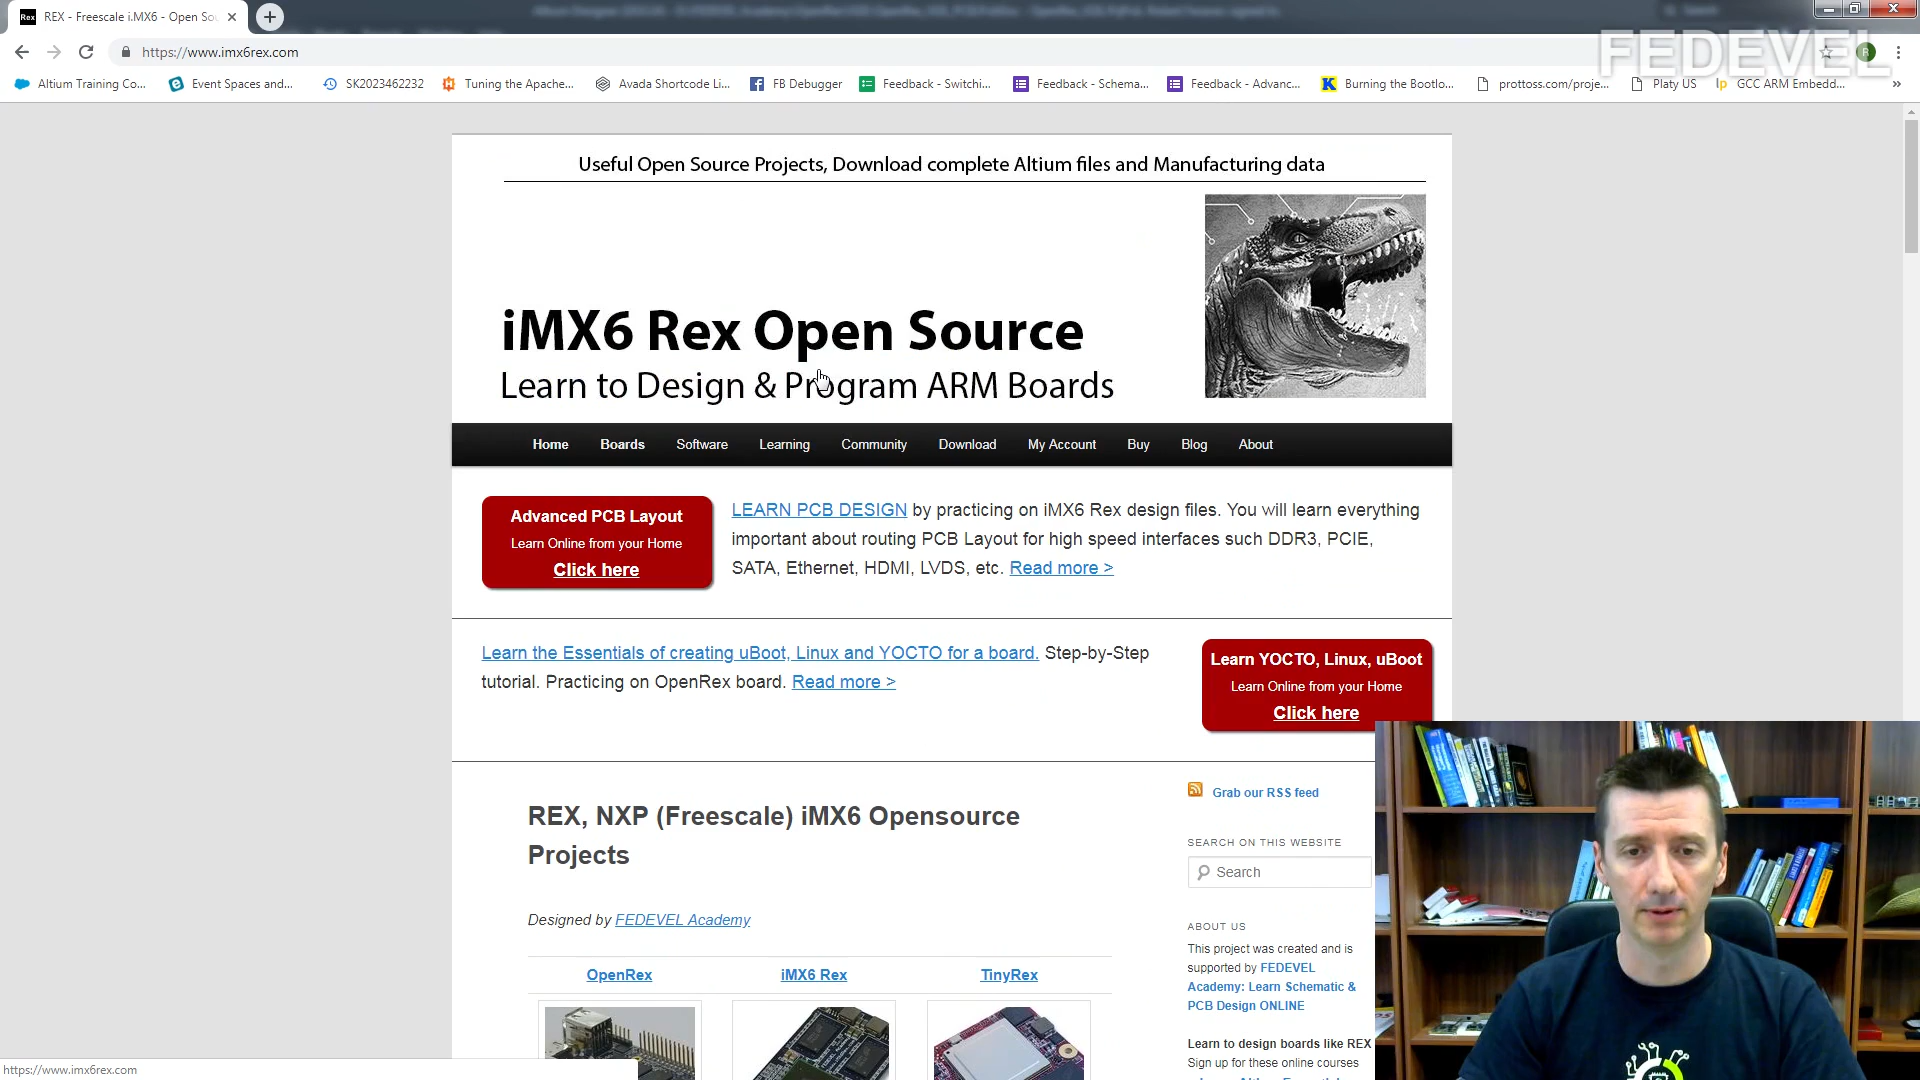 Rex REX - Freescale i.MX6 - Open Sou
https://www.imx6rex.com
FEDEVEL
Altium Training Co... Event Spaces and... SK2023462232 Tuning the Apache... Avada Shortcode Li... FB Debugger Feedback - Switchi... Feedback - Schema... Feedback - Advanc... Burning the Bootlo... prottoss.com/proje... Platy US GCC ARM Embedd... »
Useful Open Source Projects, Download complete Altium files and Manufacturing data
iMX6 Rex Open Source
Learn to Design & Program ARM Boards
Home Boards Software Learning Community Download My Account Buy Blog About
Advanced PCB Layout
Learn Online from your Home
Click here
LEARN PCB DESIGN by practicing on iMX6 Rex design files. You will learn everything
important about routing PCB Layout for high speed interfaces such DDR3, PCIE,
SATA, Ethernet, HDMI, LVDS, etc. Read more >
Learn the Essentials of creating uBoot, Linux and YOCTO for a board. Step-by-Step
tutorial. Practicing on OpenRex board. Read more >
Learn YOCTO, Linux, uBoot
Learn Online from your Home
Click here
REX, NXP (Freescale) iMX6 Opensource
Projects
Designed by FEDEVEL Academy
OpenRex iMX6 Rex TinyRex
Grab our RSS feed
SEARCH ON THIS WEBSITE
Search
ABOUT US
This project was created and is
supported by FEDEVEL
Academy: Learn Schematic &
PCB Design ONLINE
Learn to design boards like REX
Sign up for these online courses
https://www.imx6rex.com